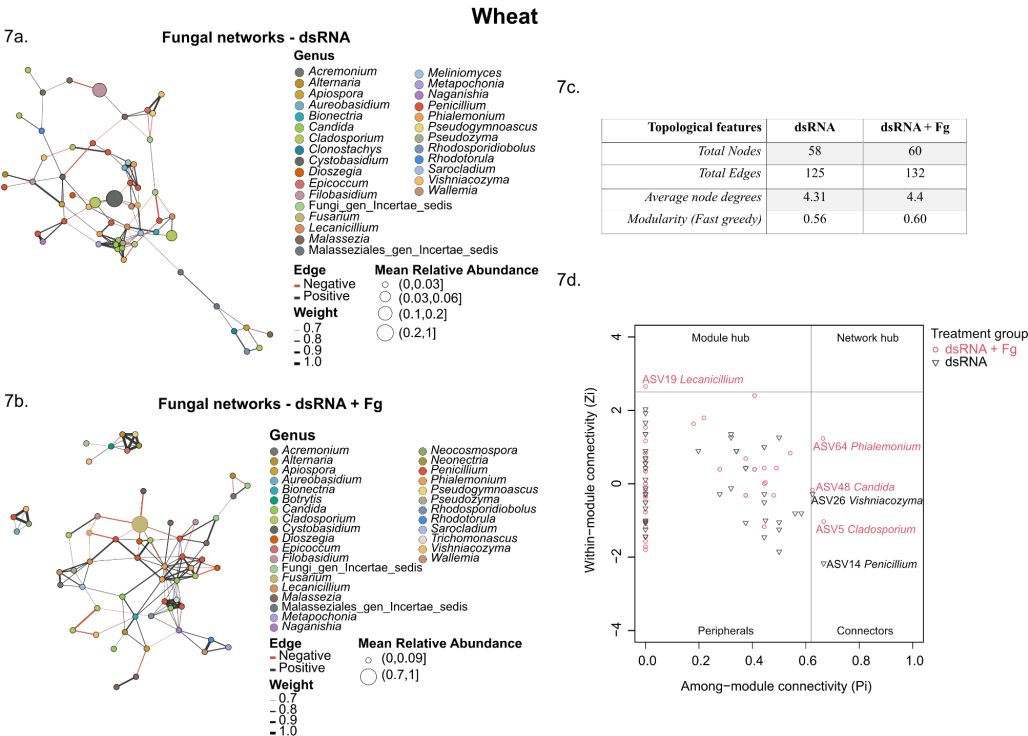 Wheat
7a.
Fungal networks - dsRNA
Genus
Acremonium
Alternaria
Apiospora
Aureobasidium
Bionectria
Candida
Cladosporium
Clonostachys
Cystobasidium
Dioszegia
Epicoccum
Filobasidium
Fungi_gen_Incertae_sedis
Fusarium
Lecanicillium
Malassezia
Malasseziales_gen_Incertae_sedis
Meliniomyces
Metapochonia
Naganishia
Penicillium
Phialemonium
Pseudogymnoascus
Pseudozyma
Rhodosporidiobolus
Rhodotorula
Sarocladium
Vishniacozyma
Wallemia
Edge
Negative
Positive
Weight
0.7
0.8
0.9
1.0
Mean Relative Abundance
(0,0.03]
(0.03,0.06]
(0.1,0.2]
(0.2,1]
7b.
Fungal networks - dsRNA + Fg
Genus
Acremonium
Alternaria
Apiospora
Aureobasidium
Bionectria
Botrytis
Candida
Cladosporium
Cystobasidium
Dioszegia
Epicoccum
Filobasidium
Fungi_gen_Incertae_sedis
Fusarium
Lecanicillium
Malassezia
Malasseziales_gen_Incertae_sedis
Metapochonia
Naganishia
Neocosmospora
Neonectria
Penicillium
Phialemonium
Pseudogymnoascus
Pseudozyma
Rhodosporidiobolus
Rhodotorula
Sarocladium
Trichomonascus
Vishniacozyma
Wallemia
Edge
Negative
Positive
Weight
0.7
0.8
0.9
1.0
Mean Relative Abundance
(0,0.09]
(0.7,1]
7c.
Topological features dsRNA dsRNA + Fg
Total Nodes 58 60
Total Edges 125 132
Average node degrees 4.31 4.4
Modularity (Fast greedy) 0.56 0.60
7d.
Module hub
Network hub
Treatment group
dsRNA + Fg
dsRNA
ASV19 Lecanicillium
ASV64 Phialemonium
ASV48 Candida
ASV26 Vishniacozyma
ASV5 Cladosporium
ASV14 Penicillium
Peripherals
Connectors
4
2
0
−2
−4
Within−module connectivity (Zi)
0.0 0.2 0.4 0.6 0.8 1.0
Among−module connectivity (Pi)